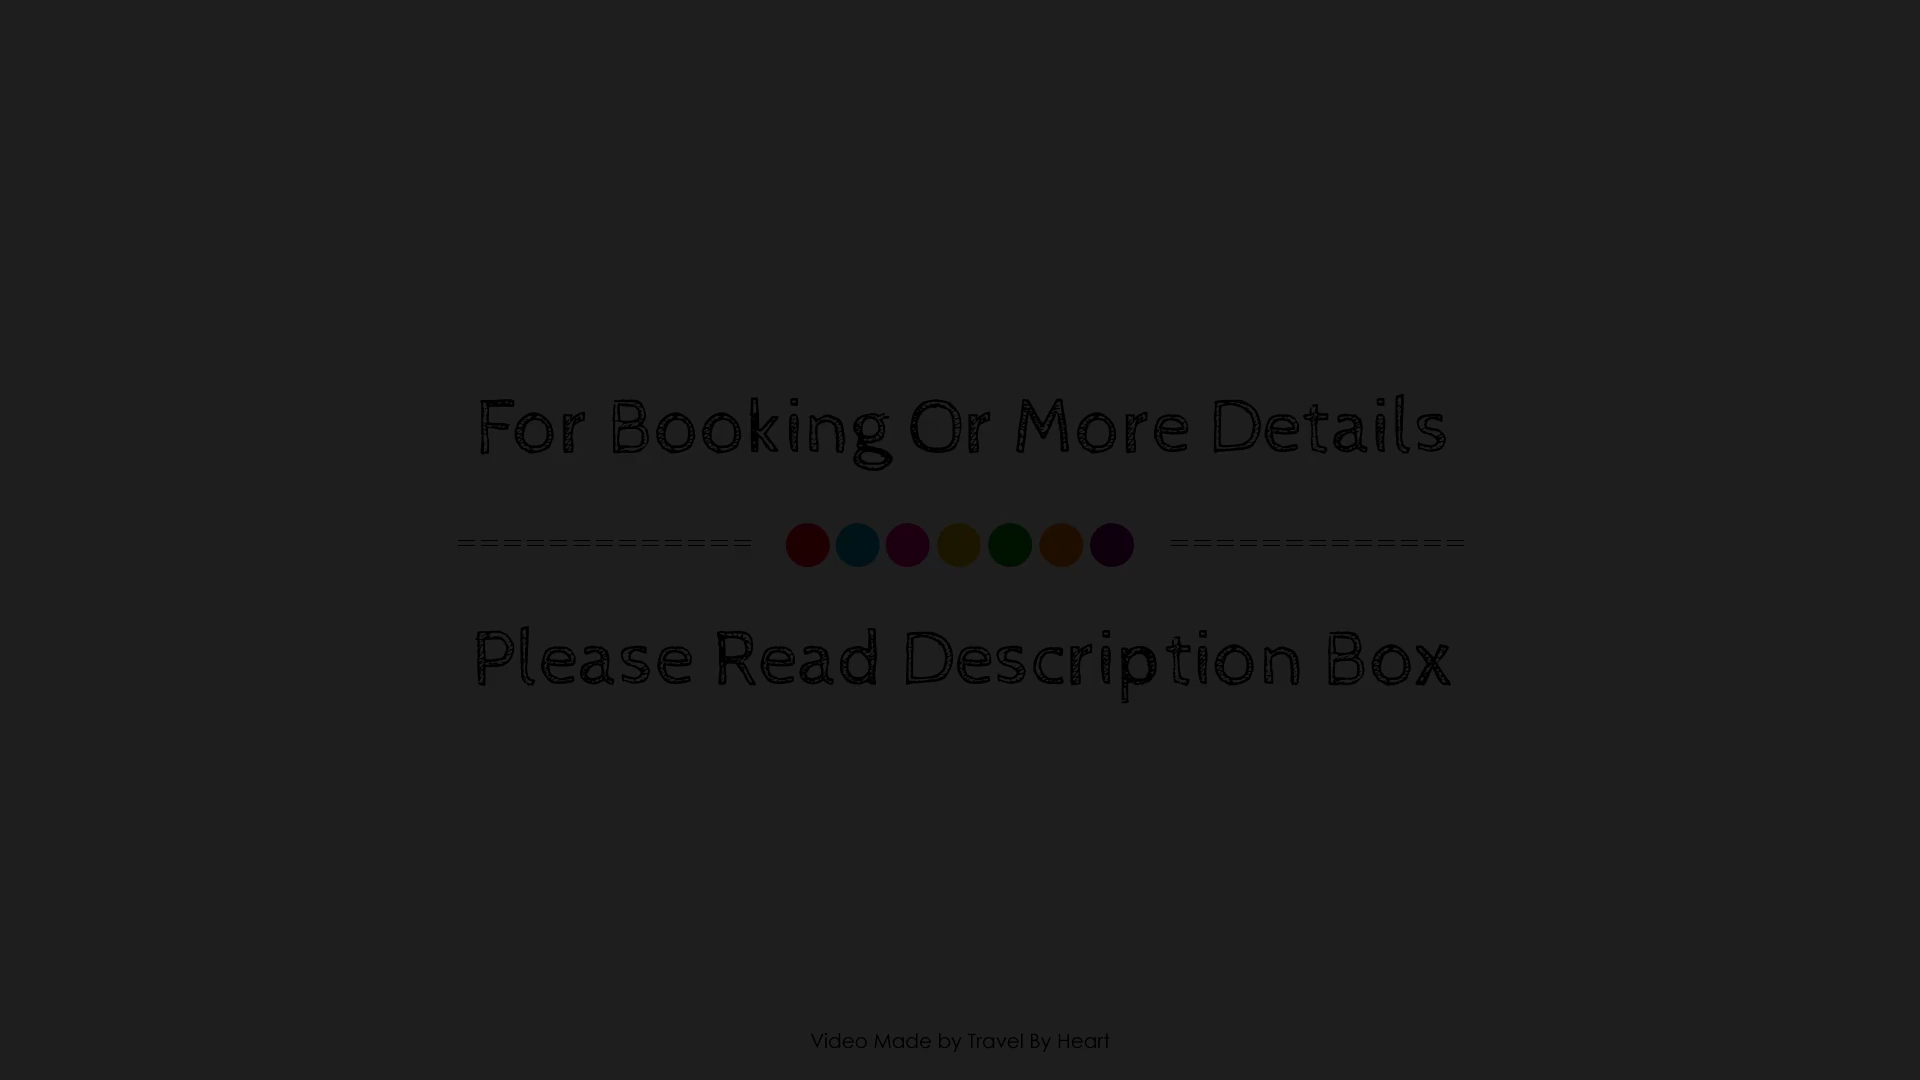 For Booking Or More Details
============= =============
Please Read Description Box
Video Made by Travel By Heart